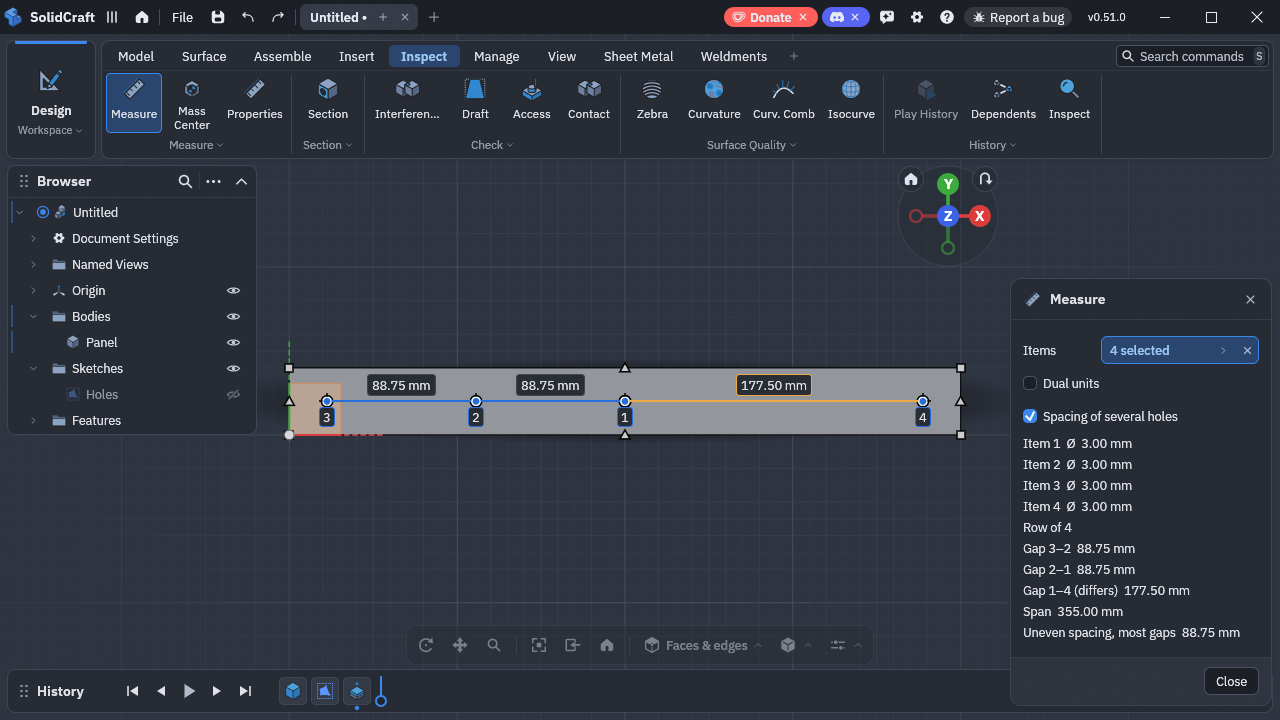 SolidCraft
File
Untitled •
Donate
Report a bug
v0.51.0
Design
Workspace
Model
Surface
Assemble
Insert
Inspect
Manage
View
Sheet Metal
Weldments
Search commands
S
Measure
Mass Center
Properties
Section
Interferen...
Draft
Access
Contact
Zebra
Curvature
Curv. Comb
Isocurve
Play History
Dependents
Inspect
Measure
Section
Check
Surface Quality
History
Browser
Untitled
Document Settings
Named Views
Origin
Bodies
Panel
Sketches
Holes
Features
Y
Z
X
88.75 mm
88.75 mm
177.50 mm
3
2
1
4
Measure
Items
4 selected
Dual units
Spacing of several holes
Item 1 Ø 3.00 mm
Item 2 Ø 3.00 mm
Item 3 Ø 3.00 mm
Item 4 Ø 3.00 mm
Row of 4
Gap 3–2 88.75 mm
Gap 2–1 88.75 mm
Gap 1–4 (differs) 177.50 mm
Span 355.00 mm
Uneven spacing, most gaps 88.75 mm
Close
Faces & edges
History